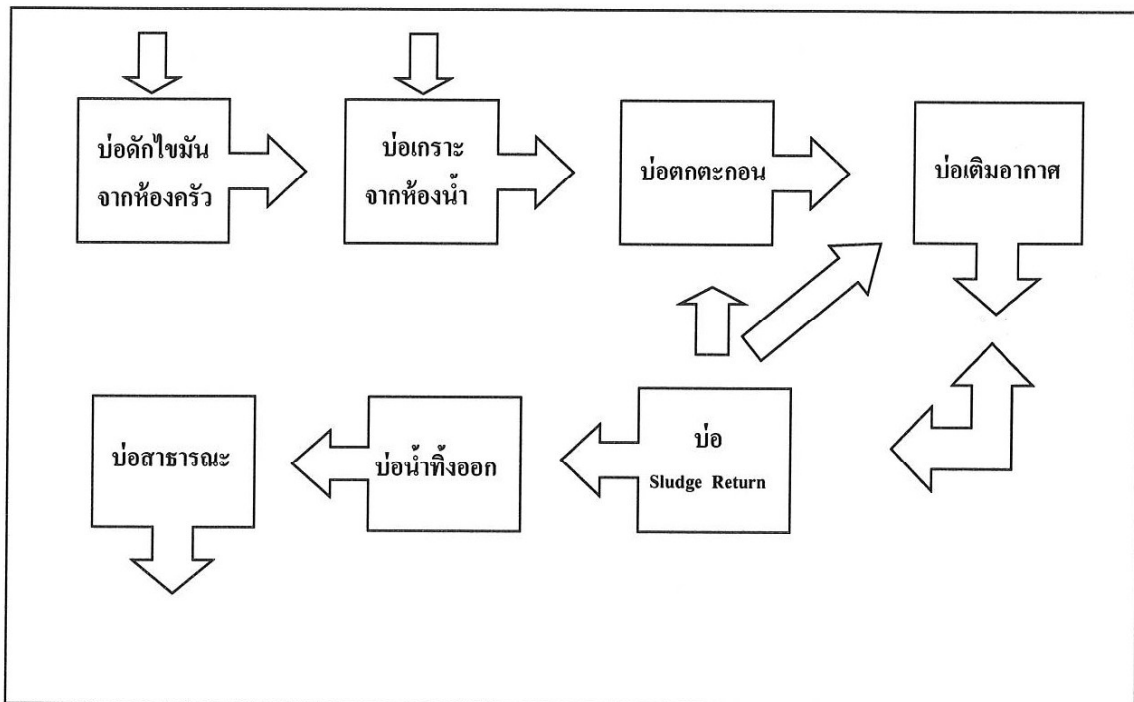 บ่อดักไขมัน
จากห้องครัว
บ่อเกราะ
จากห้องน้ำ
บ่อตกตะกอน
บ่อเติมอากาศ
บ่อสาธารณะ
บ่อน้ำทิ้งออก
บ่อ
Sludge Return